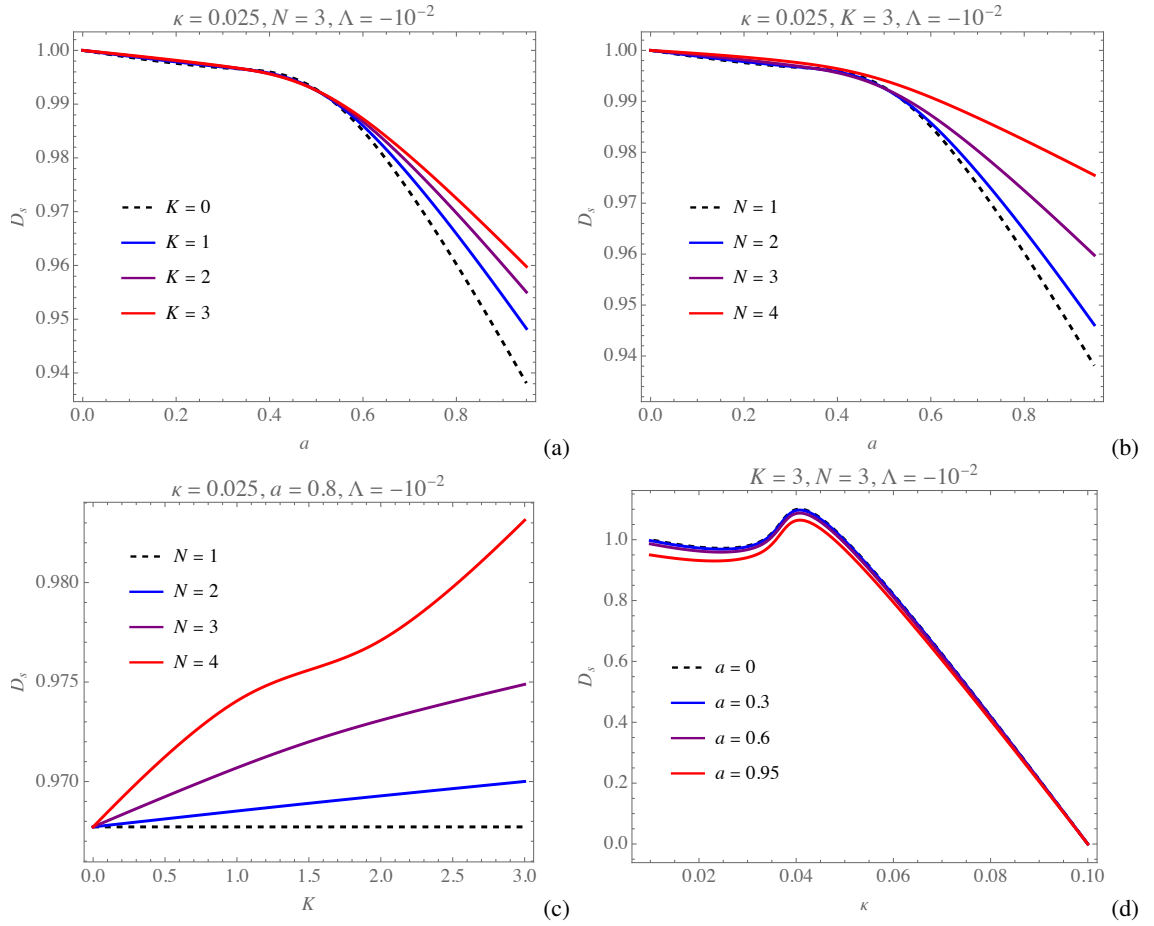 κ = 0.025, N = 3, Λ = −10⁻²
1.00
0.99
0.98
0.97
0.96
0.95
0.94
D_s
K = 0
K = 1
K = 2
K = 3
0.0 0.2 0.4 0.6 0.8
a
(a)
κ = 0.025, K = 3, Λ = −10⁻²
1.00
0.99
0.98
0.97
0.96
0.95
0.94
D_s
N = 1
N = 2
N = 3
N = 4
0.0 0.2 0.4 0.6 0.8
a
(b)
κ = 0.025, a = 0.8, Λ = −10⁻²
0.980
0.975
0.970
D_s
N = 1
N = 2
N = 3
N = 4
0.0 0.5 1.0 1.5 2.0 2.5 3.0
K
(c)
K = 3, N = 3, Λ = −10⁻²
1.0
0.8
0.6
0.4
0.2
0.0
D_s
a = 0
a = 0.3
a = 0.6
a = 0.95
0.02 0.04 0.06 0.08 0.10
κ
(d)